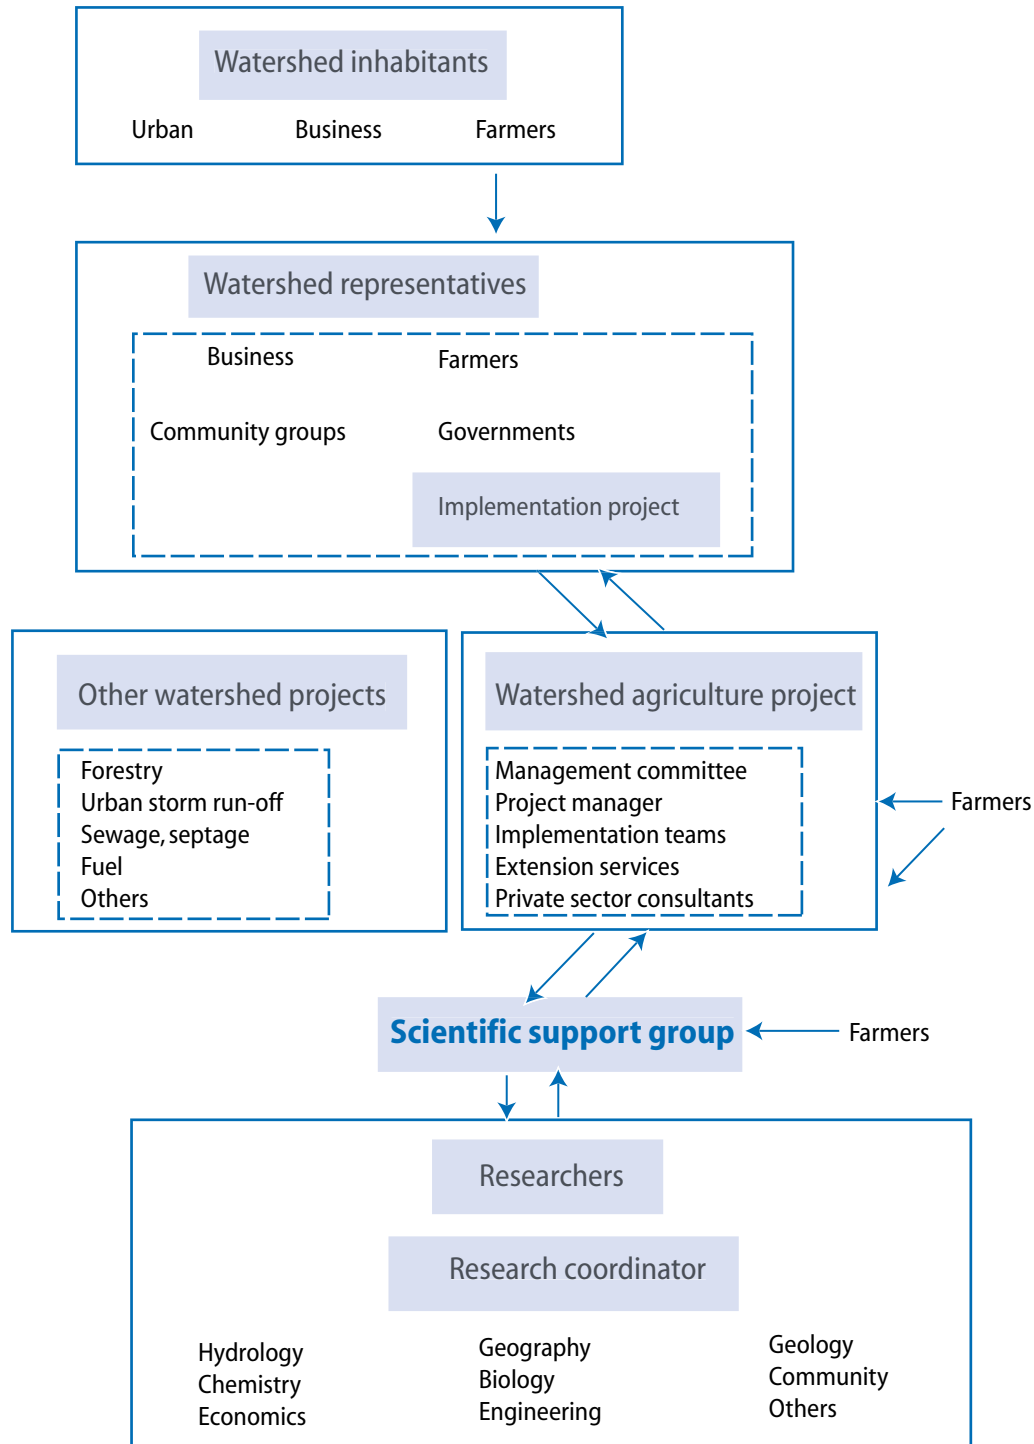 Watershed inhabitants
Urban Business Farmers
Watershed representatives
Business Farmers
Community groups Governments
Implementation project
Other watershed projects
Forestry
Urban storm run-off
Sewage, septage
Fuel
Others
Watershed agriculture project
Management committee
Project manager
Implementation teams
Extension services
Private sector consultants
Farmers
Scientific support group
Farmers
Researchers
Research coordinator
Hydrology
Chemistry
Economics
Geography
Biology
Engineering
Geology
Community
Others